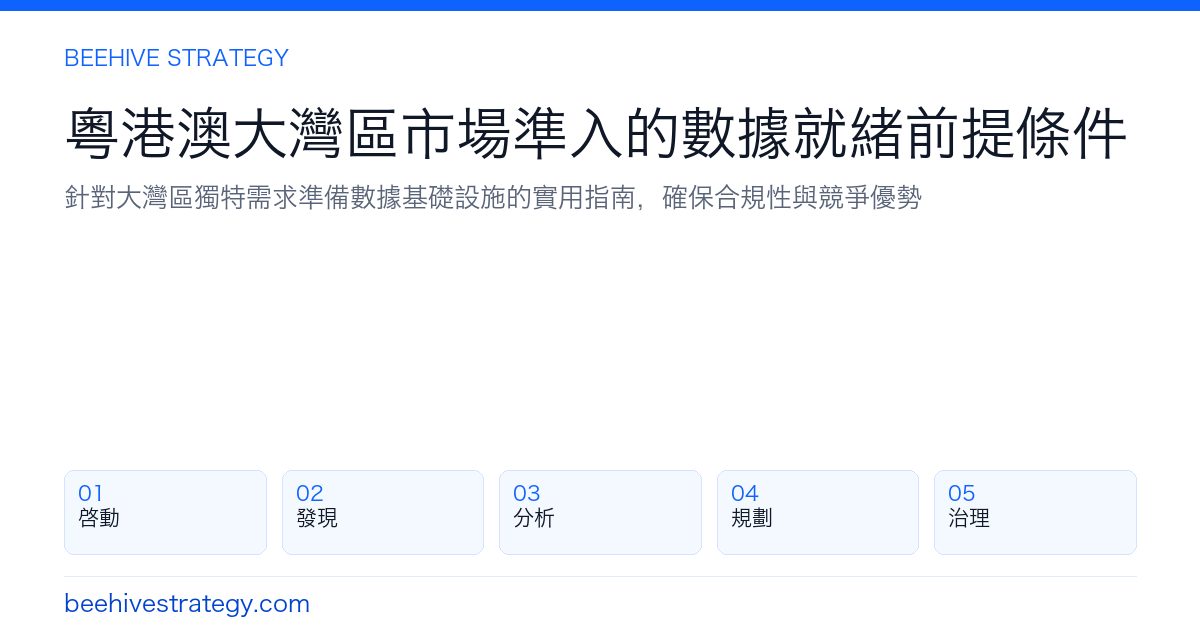 BEEHIVE STRATEGY
粵港澳大灣區市場準入的數據就緒前提條件
針對大灣區獨特需求準備數據基礎設施的實用指南，確保合規性與競爭優勢
01
啓動
02
發現
03
分析
04
規劃
05
治理
beehivestrategy.com